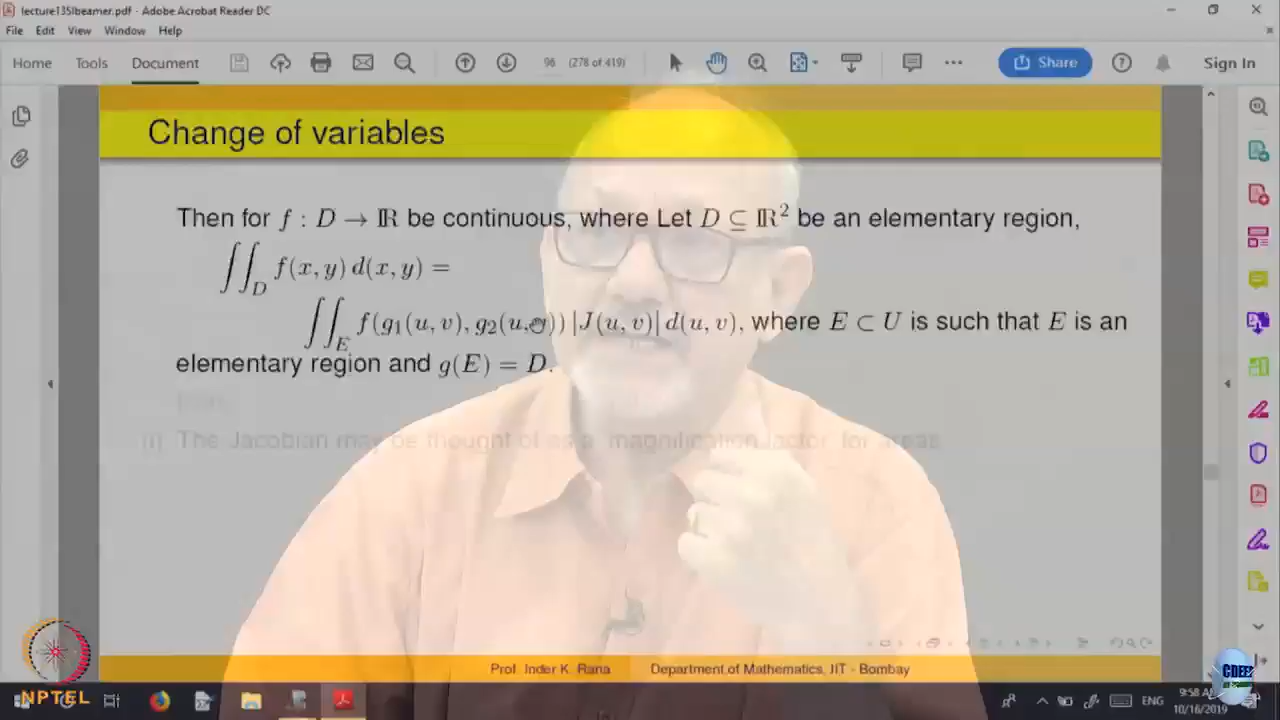 lecture135lbeamer.pdf - Adobe Acrobat Reader DC
File Edit View Window Help
Home Tools Document 96 (278 of 419) Share Sign In
Change of variables
Then for f : D → ℝ be continuous, where Let D ⊆ ℝ² be an elementary region,
∬_D f(x, y) d(x, y) =
∬_E f(g₁(u, v), g₂(u, )) |J(u, v)| d(u, v), where E ⊂ U is such that E is an
elementary region and g(E) = D.
(i) The Jacobian may be thought of as a magnification factor for areas
Prof. Inder K. Rana Department of Mathematics, IIT - Bombay
NPTEL
CDEEP
ENG
9:58
10/16/2019